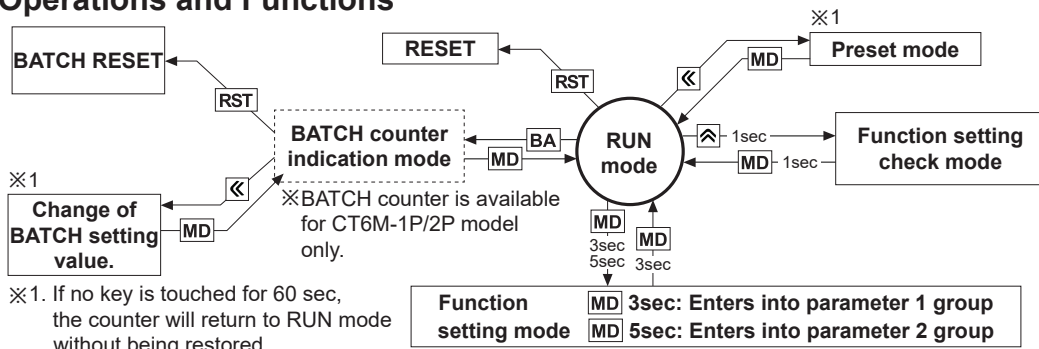 Operations and Functions
※1
BATCH RESET
RESET
Preset mode
RST
RST
≪
MD
BATCH counter
indication mode
BA
MD
RUN
mode
︽ 1sec
MD 1sec
Function setting
check mode
※1
≪
MD
Change of
BATCH setting
value.
※BATCH counter is available
for CT6M-1P/2P model
only.
MD
3sec
5sec
MD
3sec
※1. If no key is touched for 60 sec,
the counter will return to RUN mode
without being restored
Function
setting mode
MD 3sec: Enters into parameter 1 group
MD 5sec: Enters into parameter 2 group